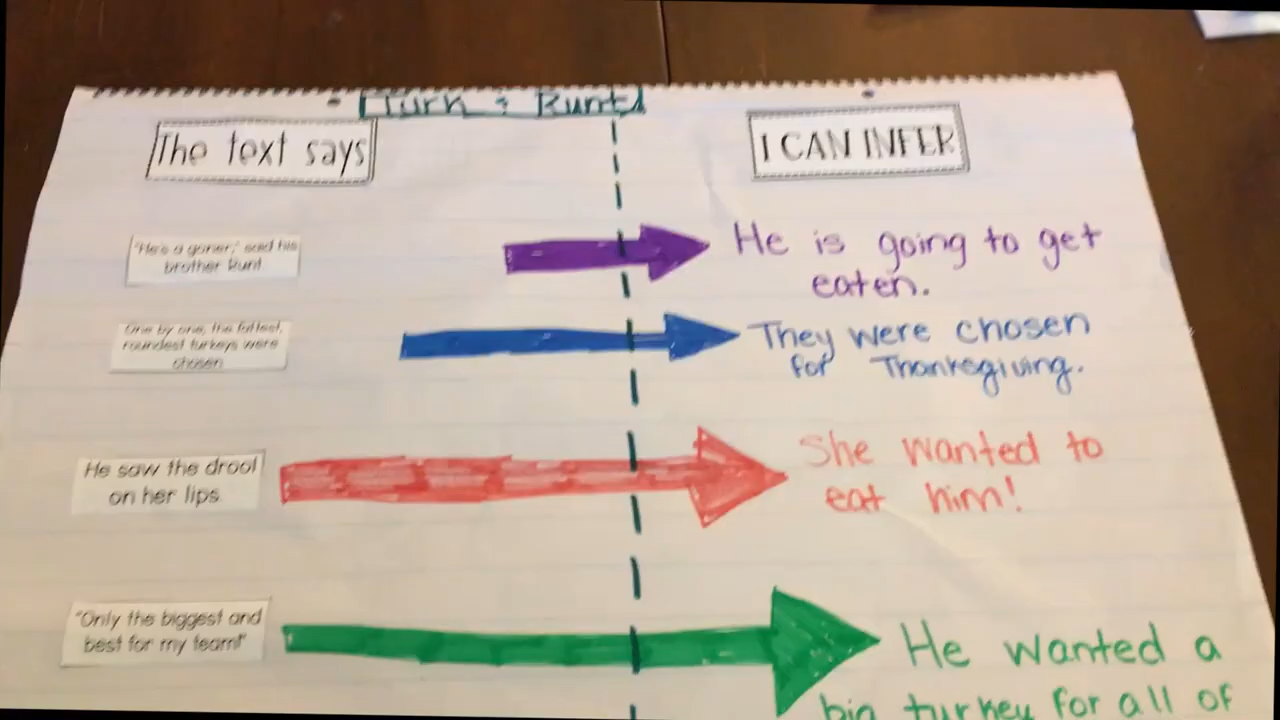 Turk & Runt
The text says
I CAN INFER
"He's a goner," said his
brother Runt
He is going to get
eaten.
One by one, the fattest,
roundest turkeys were
chosen
They were chosen
for Thanksgiving.
He saw the drool
on her lips
She wanted to
eat him!
"Only the biggest and
best for my team!"
He wanted a
big turkey for all of